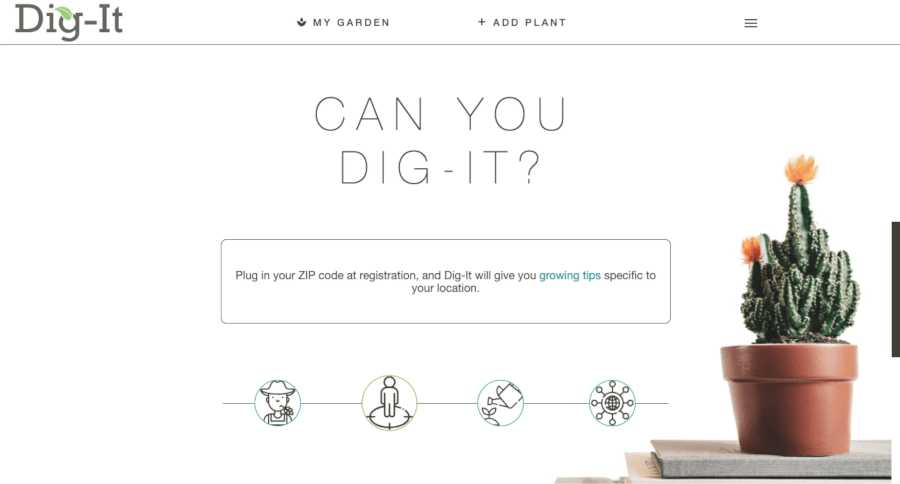 Dig-It
MY GARDEN
+ ADD PLANT
CAN YOU
DIG-IT?
Plug in your ZIP code at registration, and Dig-It will give you growing tips specific to
your location.